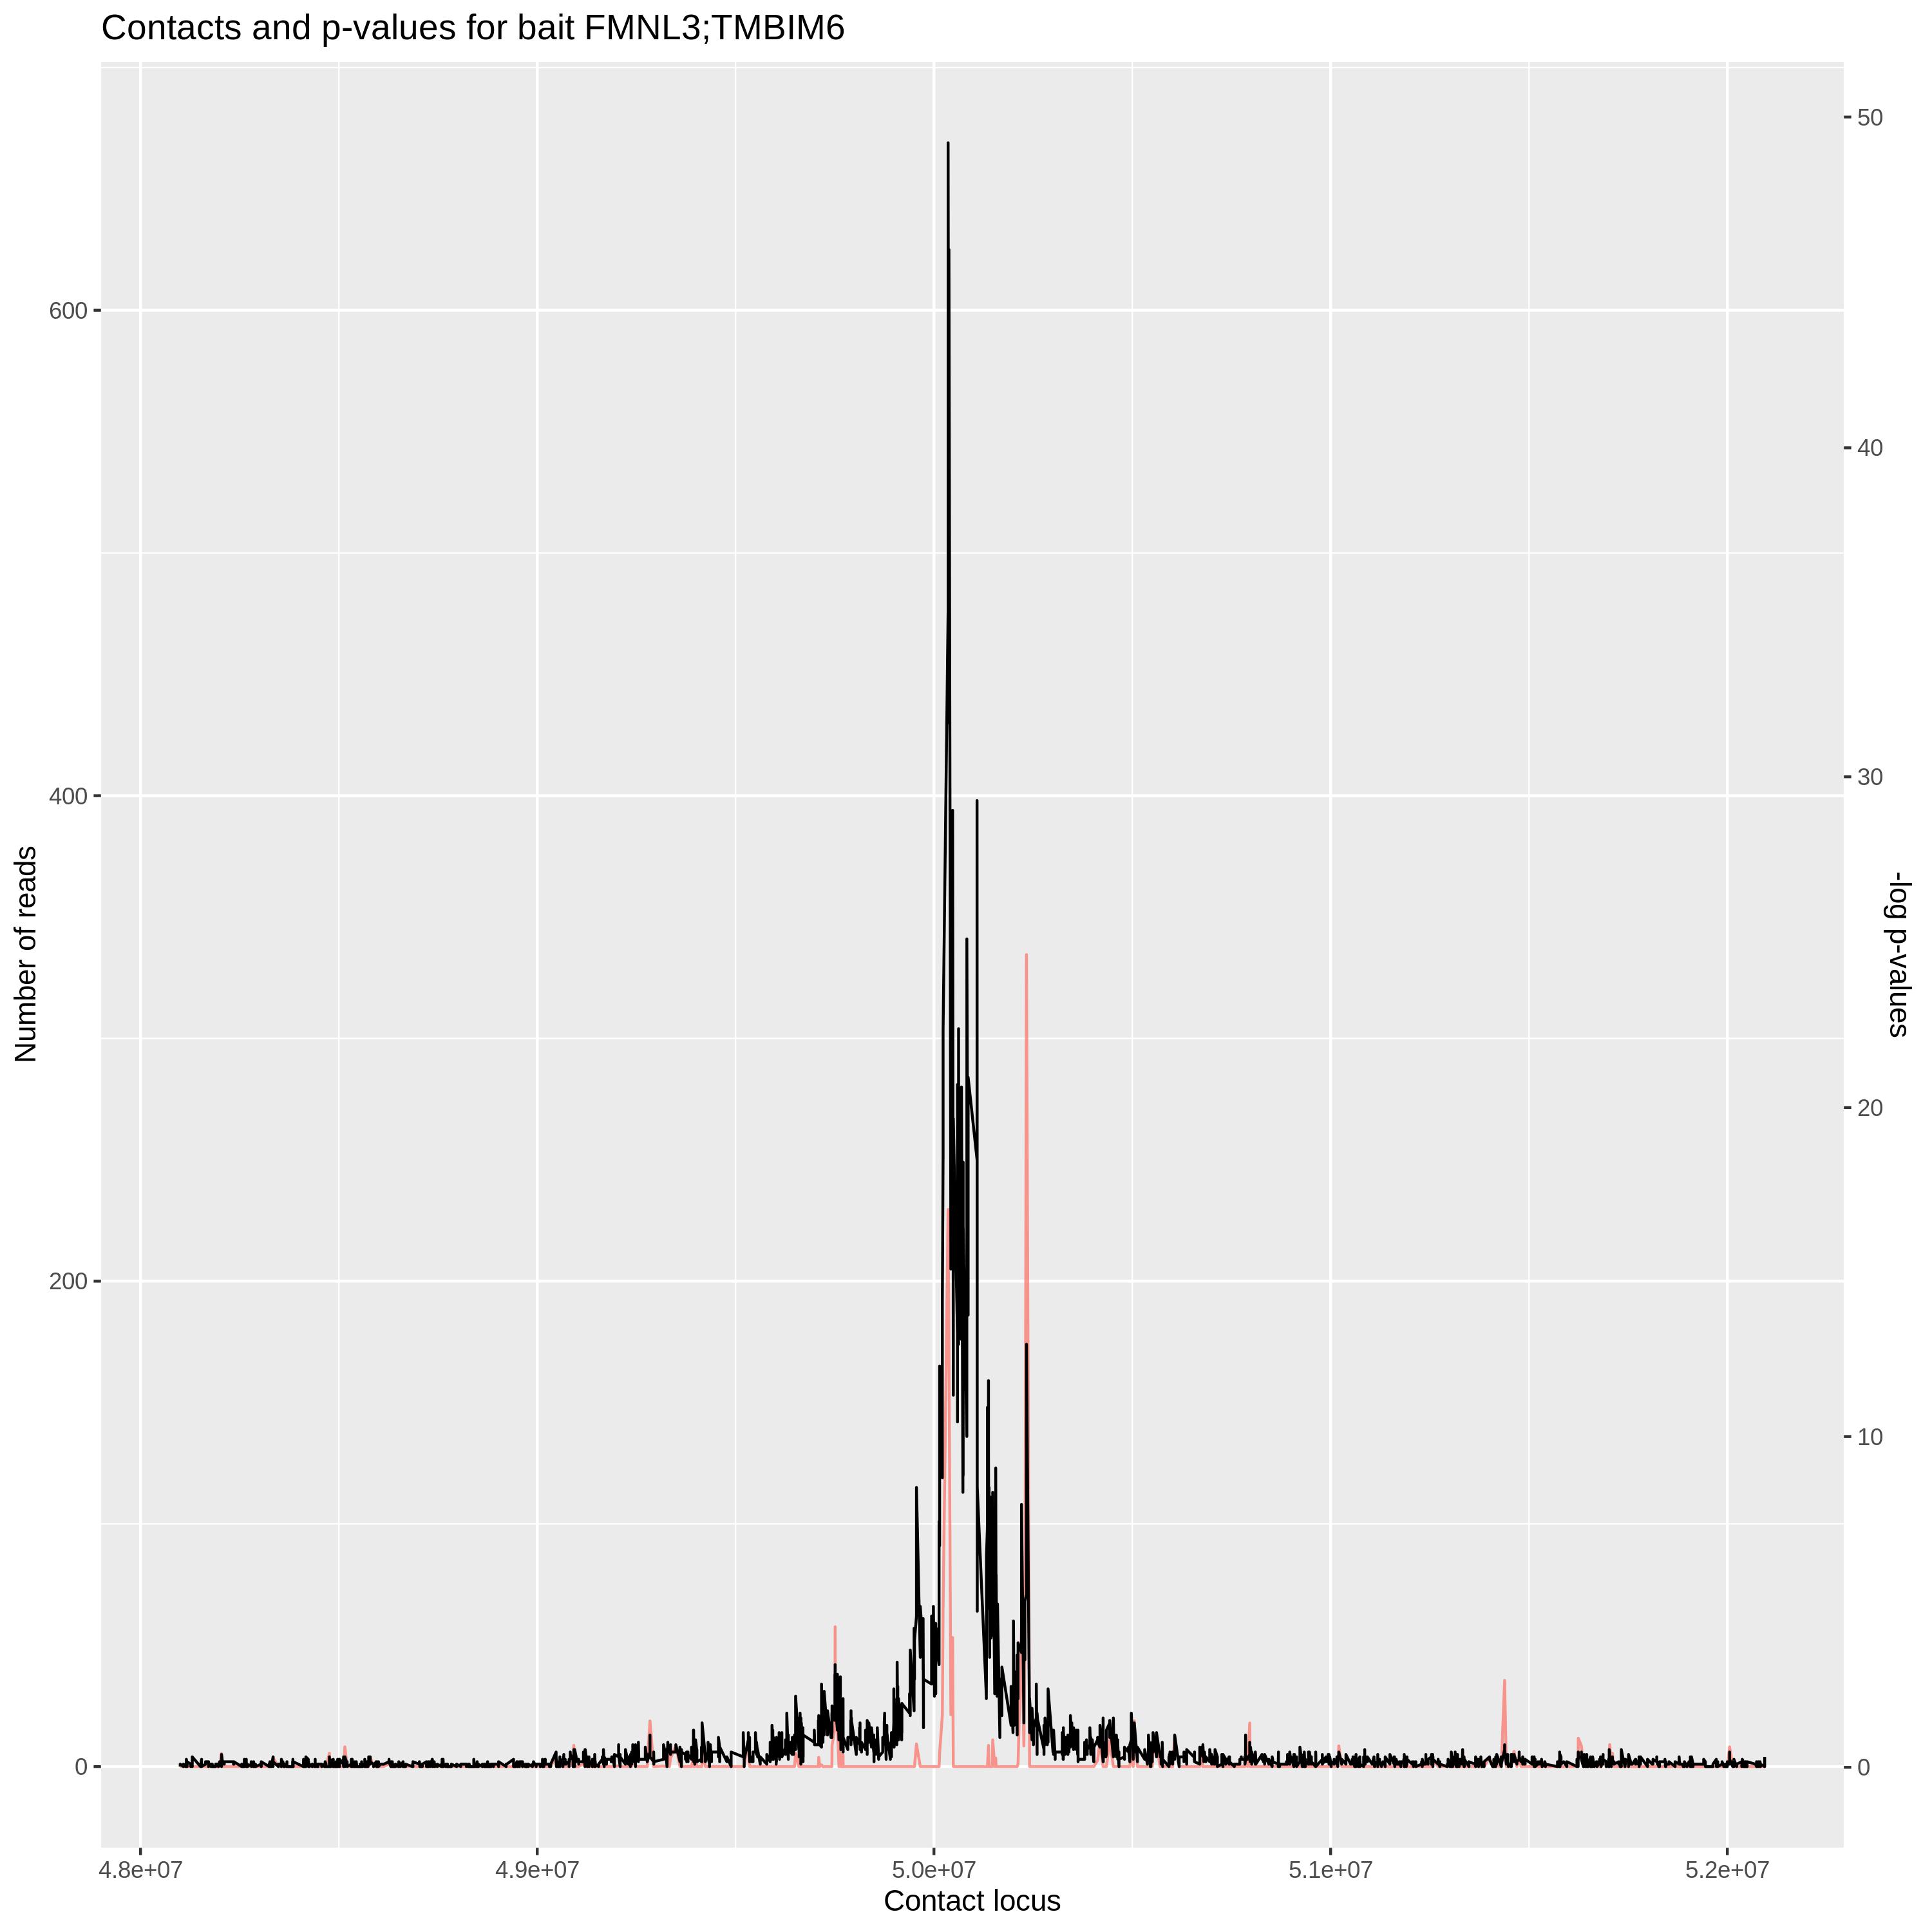 Contacts and p-values for bait FMNL3;TMBIM6
Number of reads
600
400
200
0
50
40
30
20
10
0
-log p-values
4.8e+07
4.9e+07
5.0e+07
5.1e+07
5.2e+07
Contact locus